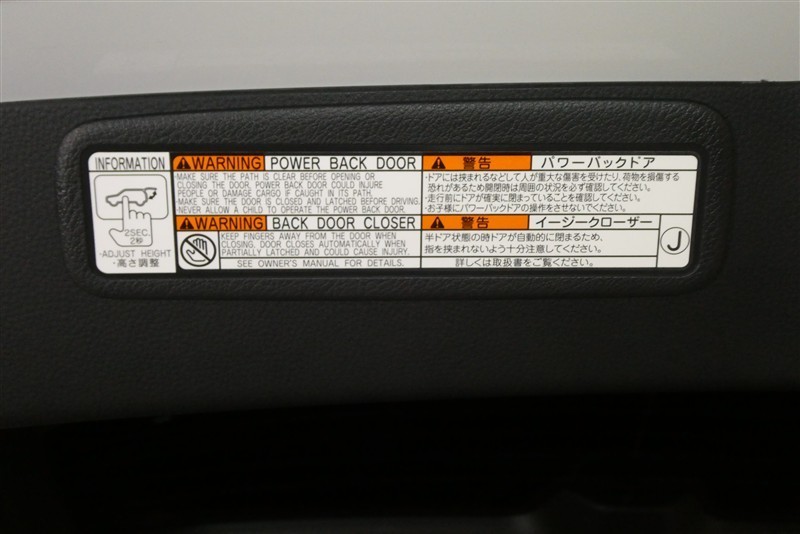 INFORMATION
2SEC.
2秒
·ADJUST HEIGHT
·高さ調整
WARNING POWER BACK DOOR
·MAKE SURE THE PATH IS CLEAR BEFORE OPENING OR
CLOSING THE DOOR. POWER BACK DOOR COULD INJURE
PEOPLE OR DAMAGE CARGO IF CAUGHT IN ITS PATH.
·MAKE SURE THE DOOR IS CLOSED AND LATCHED BEFORE DRIVING.
·NEVER ALLOW A CHILD TO OPERATE THE POWER BACK DOOR.
WARNING BACK DOOR CLOSER
KEEP FINGERS AWAY FROM THE DOOR WHEN
CLOSING. DOOR CLOSES AUTOMATICALLY WHEN
PARTIALLY LATCHED AND COULD CAUSE INJURY.
SEE OWNER'S MANUAL FOR DETAILS.
警告 パワーバックドア
·ドアには挟まれるなどして人が重大な傷害を受けたり、荷物を損傷する
恐れがあるため開閉時は周囲の状況を必ず確認してください。
·走行前にドアが確実に閉まっていることを確認してください。
·お子様にパワーバックドアの操作をさせないでください。
警告 イージークローザー
半ドア状態の時ドアが自動的に閉まるため、
指を挟まれないよう十分注意してください。
詳しくは取扱書をご覧ください。
J